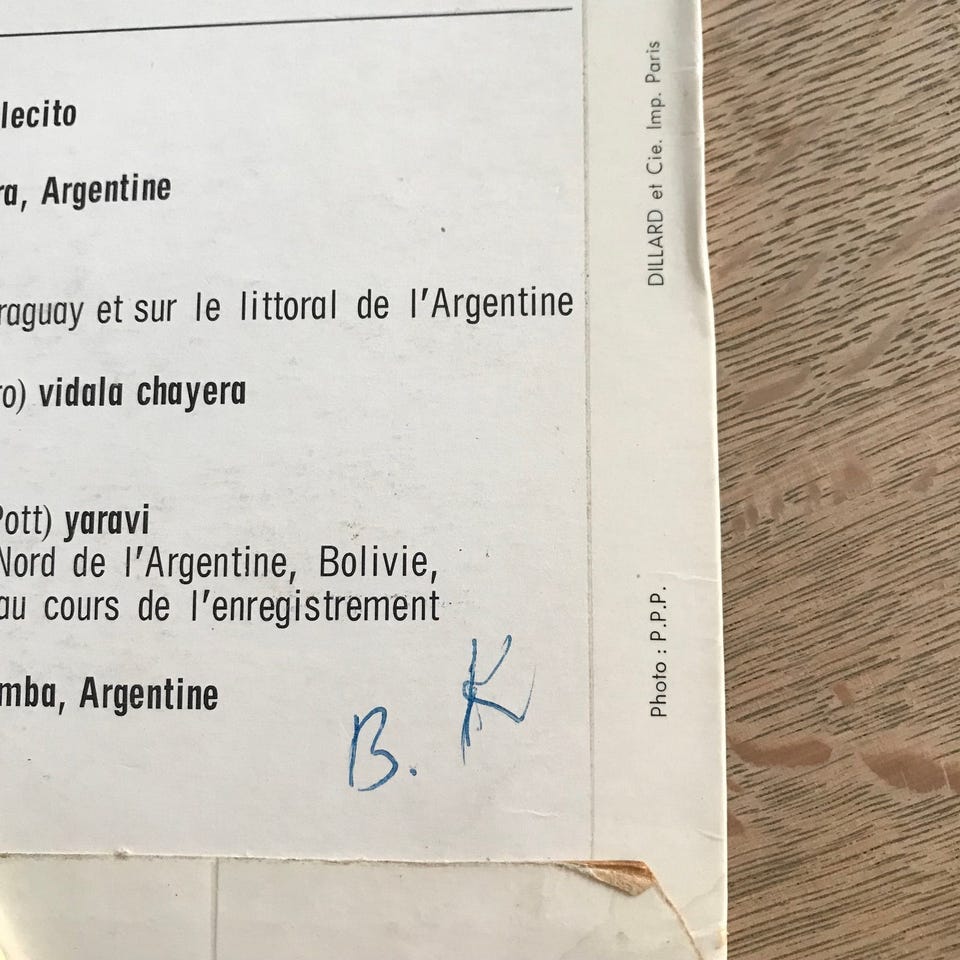 lecito
ra, Argentine
raguay et sur le littoral de l'Argentine
ro) vidala chayera
Pott) yaravi
Nord de l'Argentine, Bolivie,
au cours de l'enregistrement
mba, Argentine
B. K
DILLARD et Cie. Imp. Paris
Photo : P.P.P.